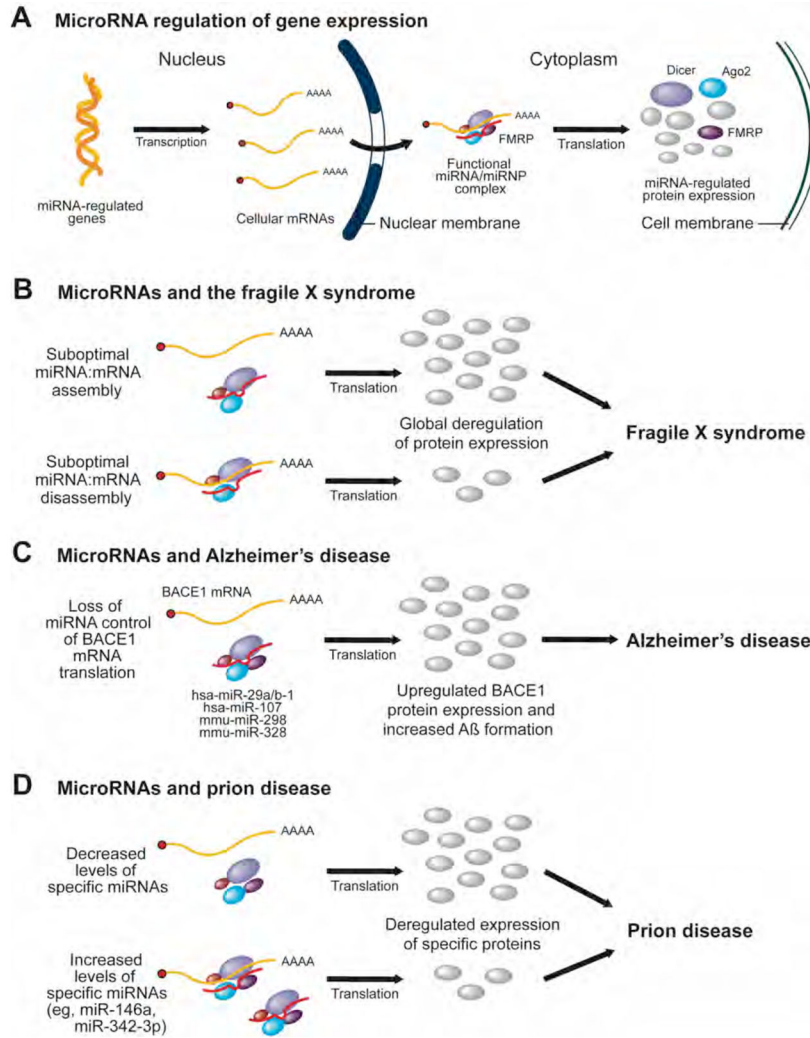 A MicroRNA regulation of gene expression
Nucleus
Cytoplasm
miRNA-regulated
genes
Transcription
AAAA
AAAA
AAAA
Cellular mRNAs
Nuclear membrane
AAAA
FMRP
Functional
miRNA/miRNP
complex
Translation
Dicer
Ago2
FMRP
miRNA-regulated
protein expression
Cell membrane
B MicroRNAs and the fragile X syndrome
Suboptimal
miRNA:mRNA
assembly
AAAA
Translation
Global deregulation
of protein expression
Fragile X syndrome
Suboptimal
miRNA:mRNA
disassembly
AAAA
Translation
C MicroRNAs and Alzheimer's disease
Loss of
miRNA control
of BACE1
mRNA
translation
BACE1 mRNA
AAAA
hsa-miR-29a/b-1
hsa-miR-107
mmu-miR-298
mmu-miR-328
Translation
Upregulated BACE1
protein expression and
increased Aß formation
Alzheimer's disease
D MicroRNAs and prion disease
Decreased
levels of
specific miRNAs
AAAA
Translation
Deregulated expression
of specific proteins
Prion disease
Increased
levels of
specific miRNAs
(eg, miR-146a,
miR-342-3p)
AAAA
Translation